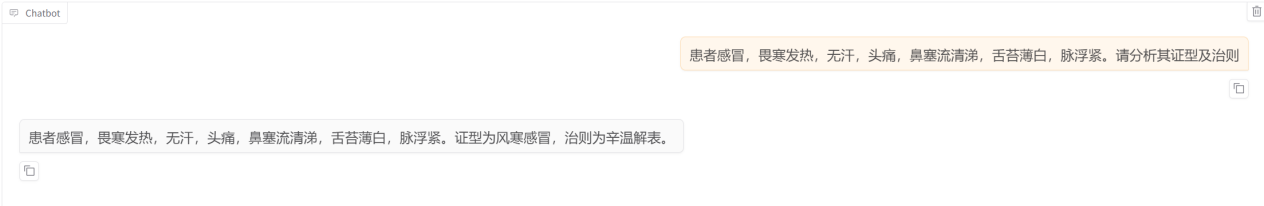 Chatbot
患者感冒，畏寒发热，无汗，头痛，鼻塞流清涕，舌苔薄白，脉浮紧。请分析其证型及治则
患者感冒，畏寒发热，无汗，头痛，鼻塞流清涕，舌苔薄白，脉浮紧。证型为风寒感冒，治则为辛温解表。